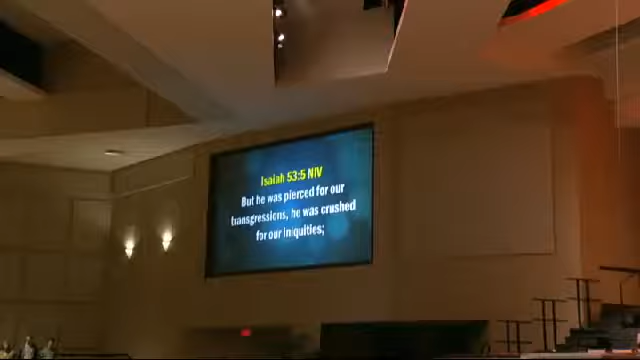 Isaiah 53:5 NIV
But he was pierced for our
transgressions, he was crushed
for our iniquities;